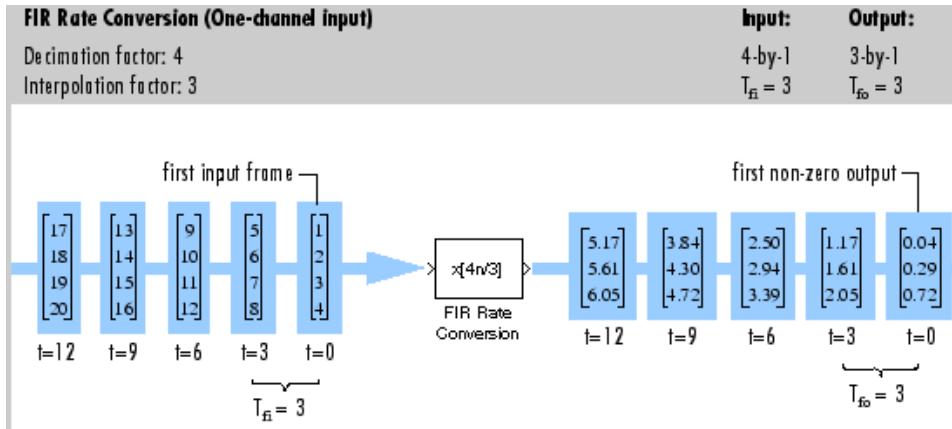 FIR Rate Conversion (One-channel input) Input: Output:
Decimation factor: 4 4-by-1 3-by-1
Interpolation factor: 3 T_fi = 3 T_fo = 3
first input frame first non-zero output
17 13 9 5 1 5.17 3.84 2.50 1.17 0.04
18 14 10 6 2 x[4n/3] 5.61 4.30 2.94 1.61 0.29
19 15 11 7 3 6.05 4.72 3.39 2.05 0.72
20 16 12 8 4
FIR Rate
Conversion
t=12 t=9 t=6 t=3 t=0 t=12 t=9 t=6 t=3 t=0
T_fi = 3 T_fo = 3